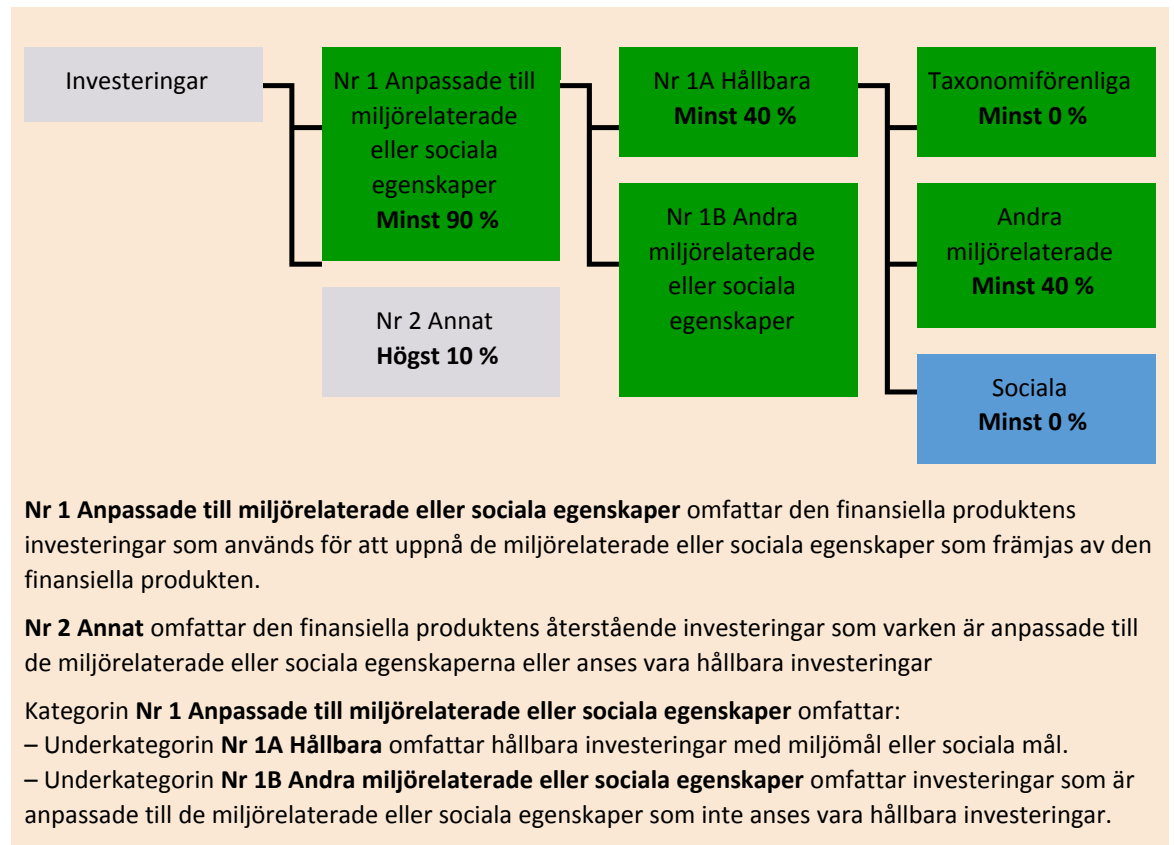 Investeringar
Nr 1 Anpassade till
miljörelaterade
eller sociala
egenskaper
Minst 90 %
Nr 2 Annat
Högst 10 %
Nr 1A Hållbara
Minst 40 %
Nr 1B Andra
miljörelaterade
eller sociala
egenskaper
Taxonomiförenliga
Minst 0 %
Andra
miljörelaterade
Minst 40 %
Sociala
Minst 0 %
Nr 1 Anpassade till miljörelaterade eller sociala egenskaper omfattar den finansiella produktens
investeringar som används för att uppnå de miljörelaterade eller sociala egenskaper som främjas av den
finansiella produkten.
Nr 2 Annat omfattar den finansiella produktens återstående investeringar som varken är anpassade till
de miljörelaterade eller sociala egenskaperna eller anses vara hållbara investeringar
Kategorin Nr 1 Anpassade till miljörelaterade eller sociala egenskaper omfattar:
– Underkategorin Nr 1A Hållbara omfattar hållbara investeringar med miljömål eller sociala mål.
– Underkategorin Nr 1B Andra miljörelaterade eller sociala egenskaper omfattar investeringar som är
anpassade till de miljörelaterade eller sociala egenskaper som inte anses vara hållbara investeringar.